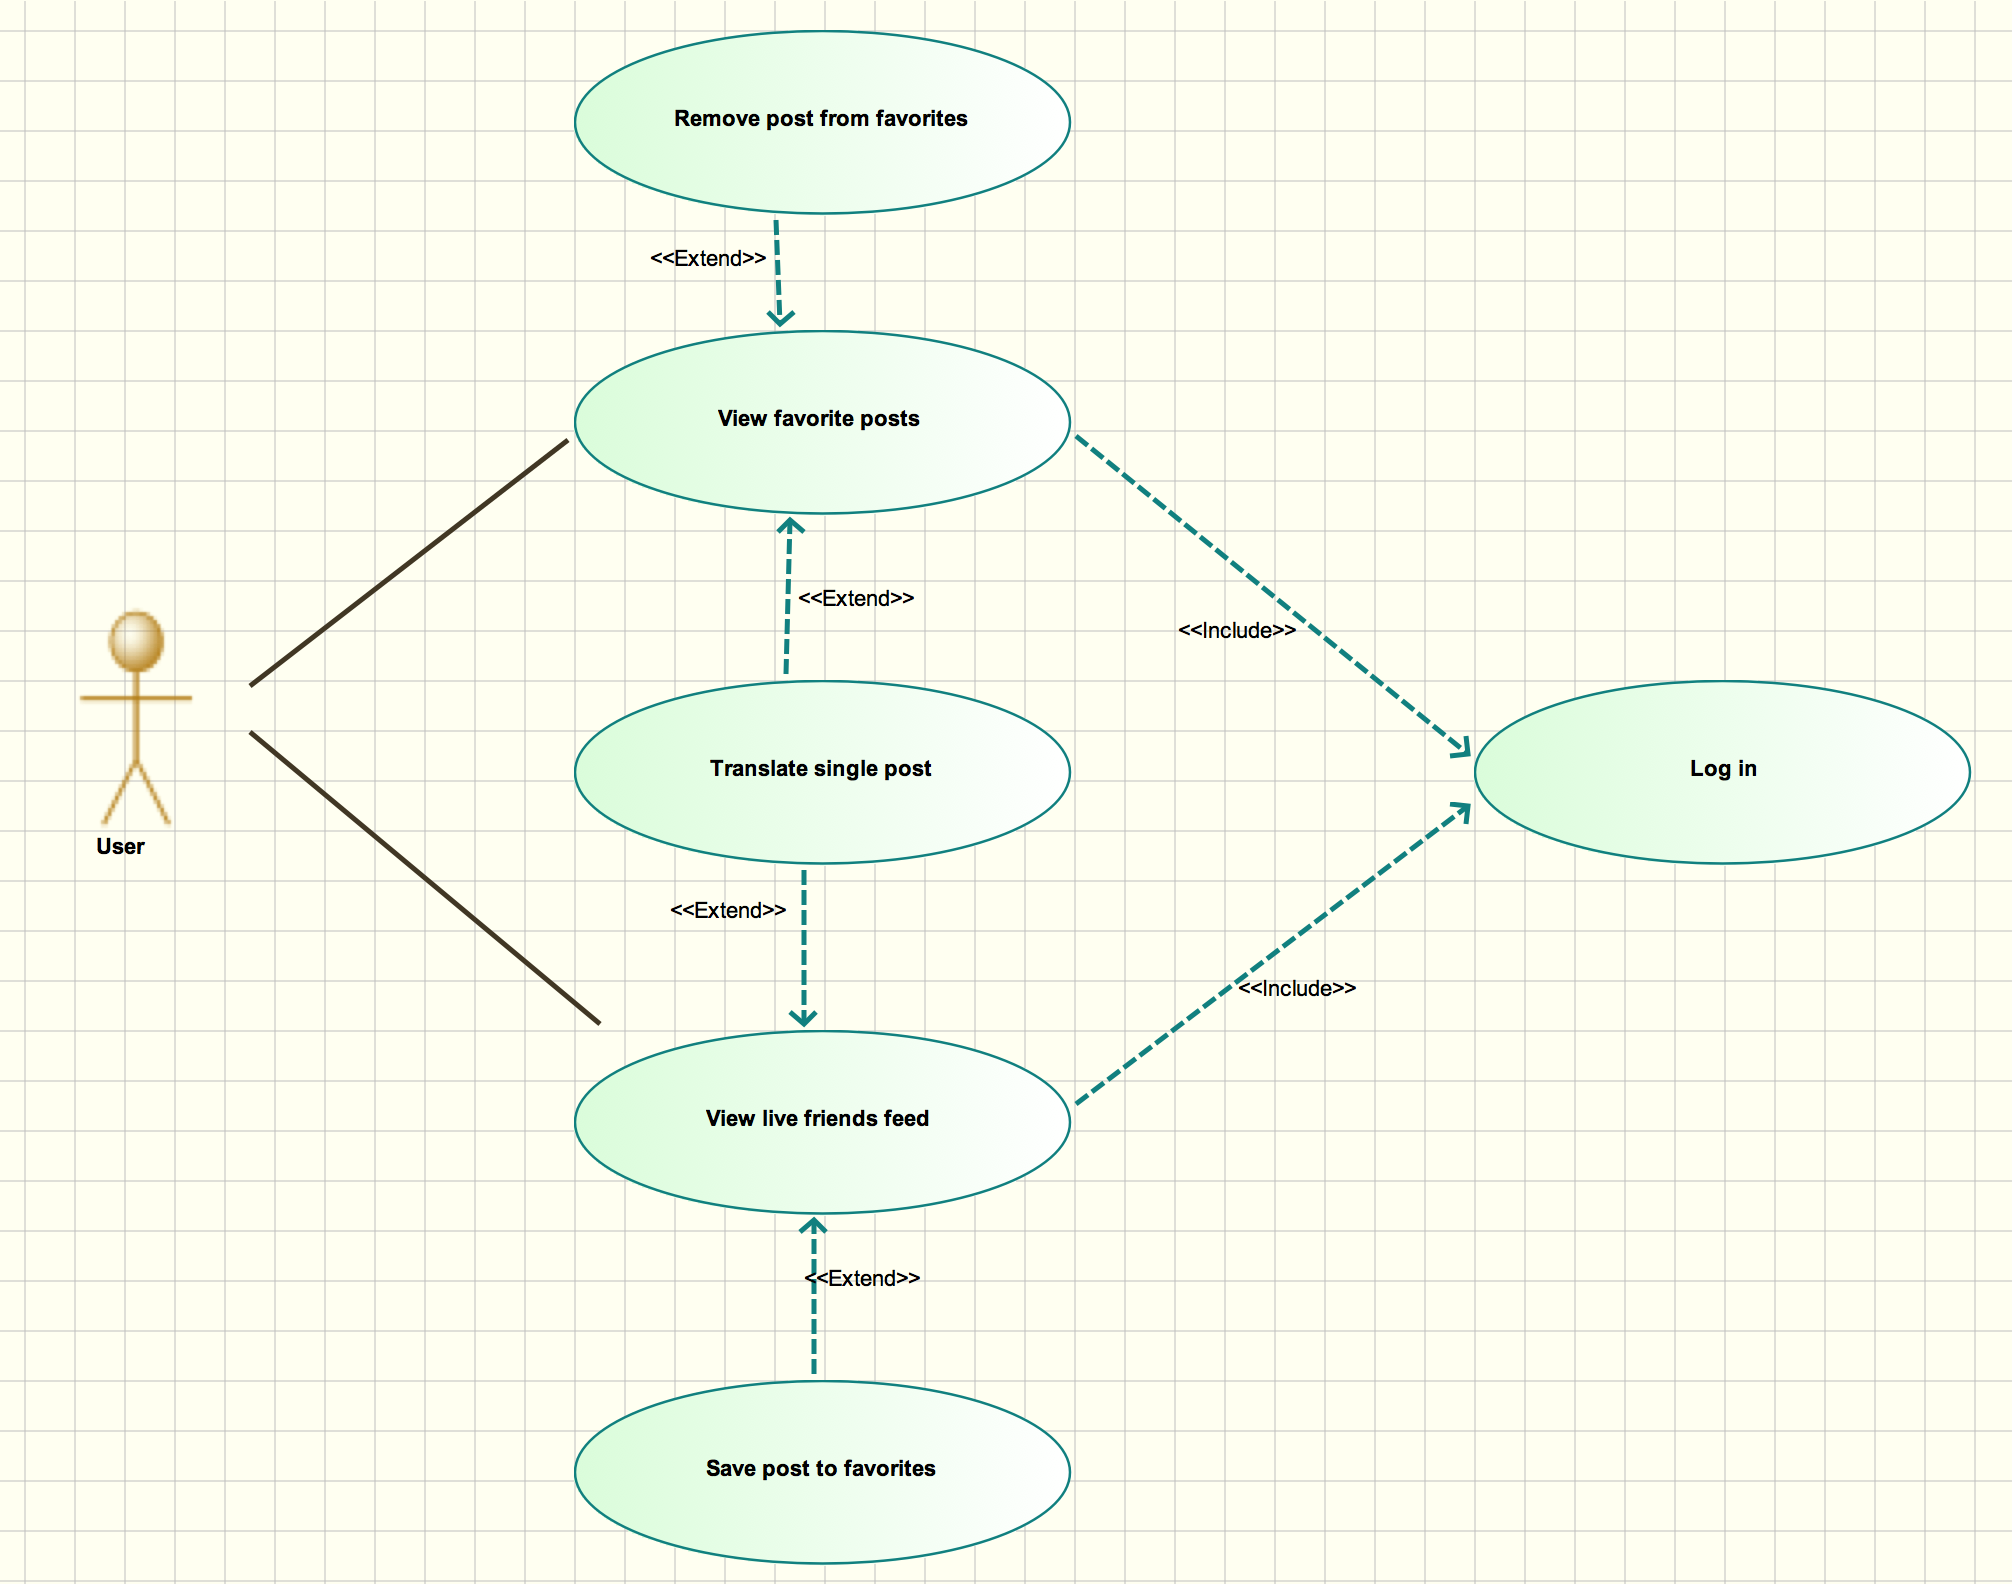 Remove post from favorites
<<Extend>>
View favorite posts
<<Extend>>
<<Include>>
Translate single post
Log in
User
<<Extend>>
<<Include>>
View live friends feed
<<Extend>>
Save post to favorites